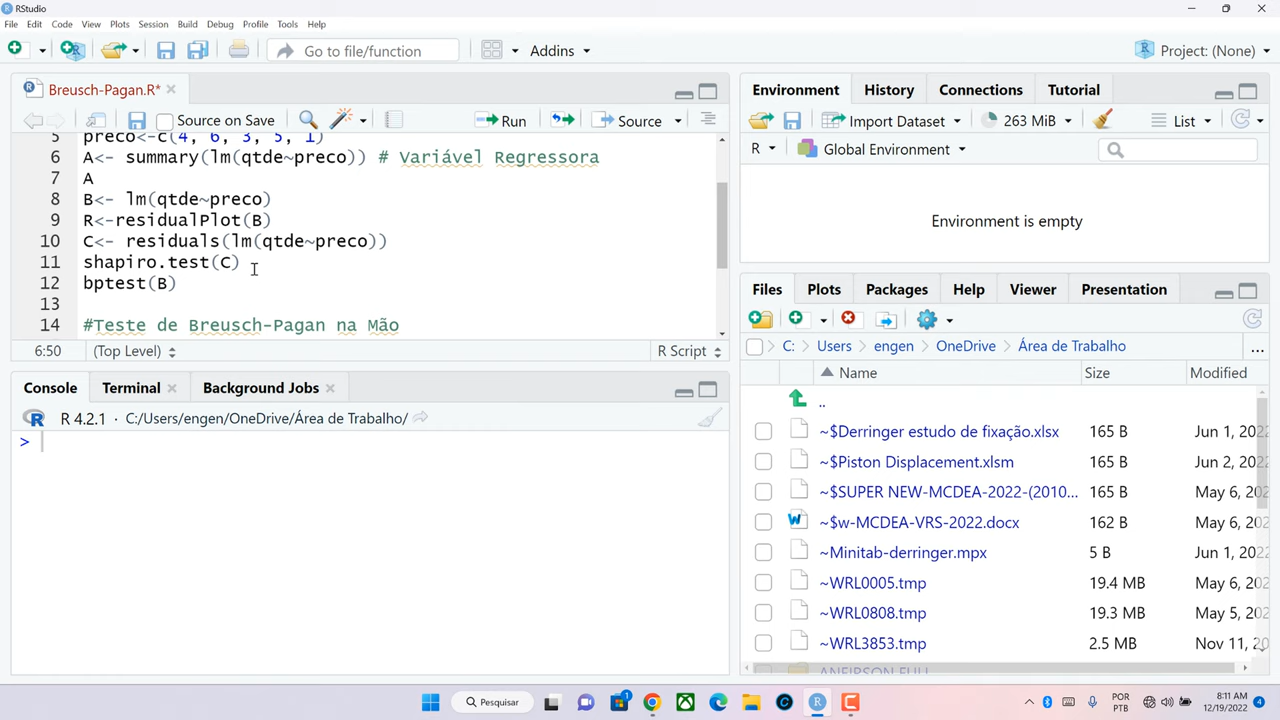 RStudio
File Edit Code View Plots Session Build Debug Profile Tools Help
Go to file/function Addins Project: (None)
Breusch-Pagan.R*
Source on Save Run Source
5 preco<-c(4, 6, 3, 5, 1)
6 A<- summary(lm(qtde~preco)) # Variável Regressora
7 A
8 B<- lm(qtde~preco)
9 R<-residualPlot(B)
10 C<- residuals(lm(qtde~preco))
11 shapiro.test(C)
12 bptest(B)
13
14 #Teste de Breusch-Pagan na Mão
6:50 (Top Level) R Script
Console Terminal Background Jobs
R 4.2.1 · C:/Users/engen/OneDrive/Área de Trabalho/
>
Environment History Connections Tutorial
Import Dataset 263 MiB List
R Global Environment
Environment is empty
Files Plots Packages Help Viewer Presentation
C: Users engen OneDrive Área de Trabalho ...
Name Size Modified
..
~$Derringer estudo de fixação.xlsx 165 B Jun 1, 202
~$Piston Displacement.xlsm 165 B Jun 2, 202
~$SUPER NEW-MCDEA-2022-(2010... 165 B May 6, 202
~$w-MCDEA-VRS-2022.docx 162 B May 6, 202
~Minitab-derringer.mpx 5 B Jun 1, 202
~WRL0005.tmp 19.4 MB May 6, 202
~WRL0808.tmp 19.3 MB May 5, 202
~WRL3853.tmp 2.5 MB Nov 11, 202
Pesquisar
POR
PTB
8:11 AM
12/19/2022